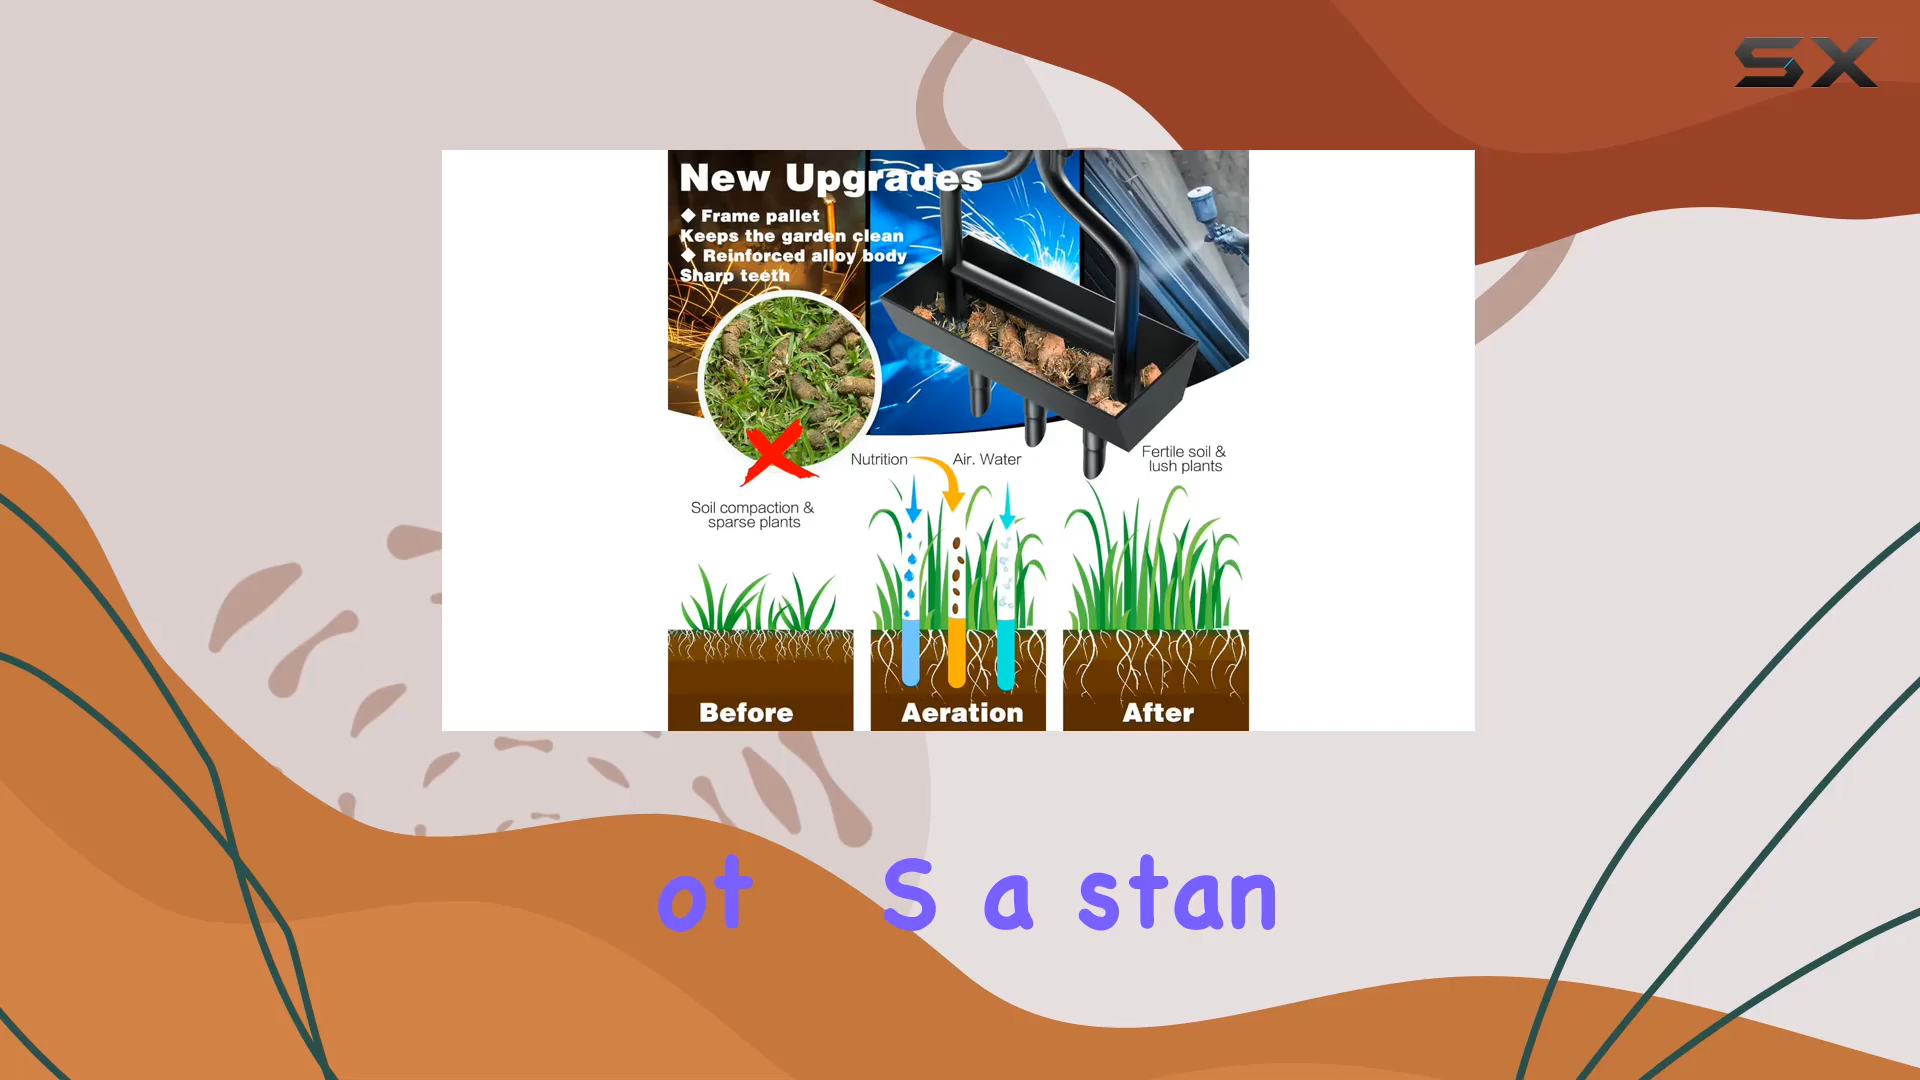 SX
New Upgrades
◆ Frame pallet
Keeps the garden clean
◆ Reinforced alloy body
Sharp teeth
Nutrition
Air. Water
Fertile soil &
lush plants
Soil compaction &
sparse plants
Before
Aeration
After
ot S a stan